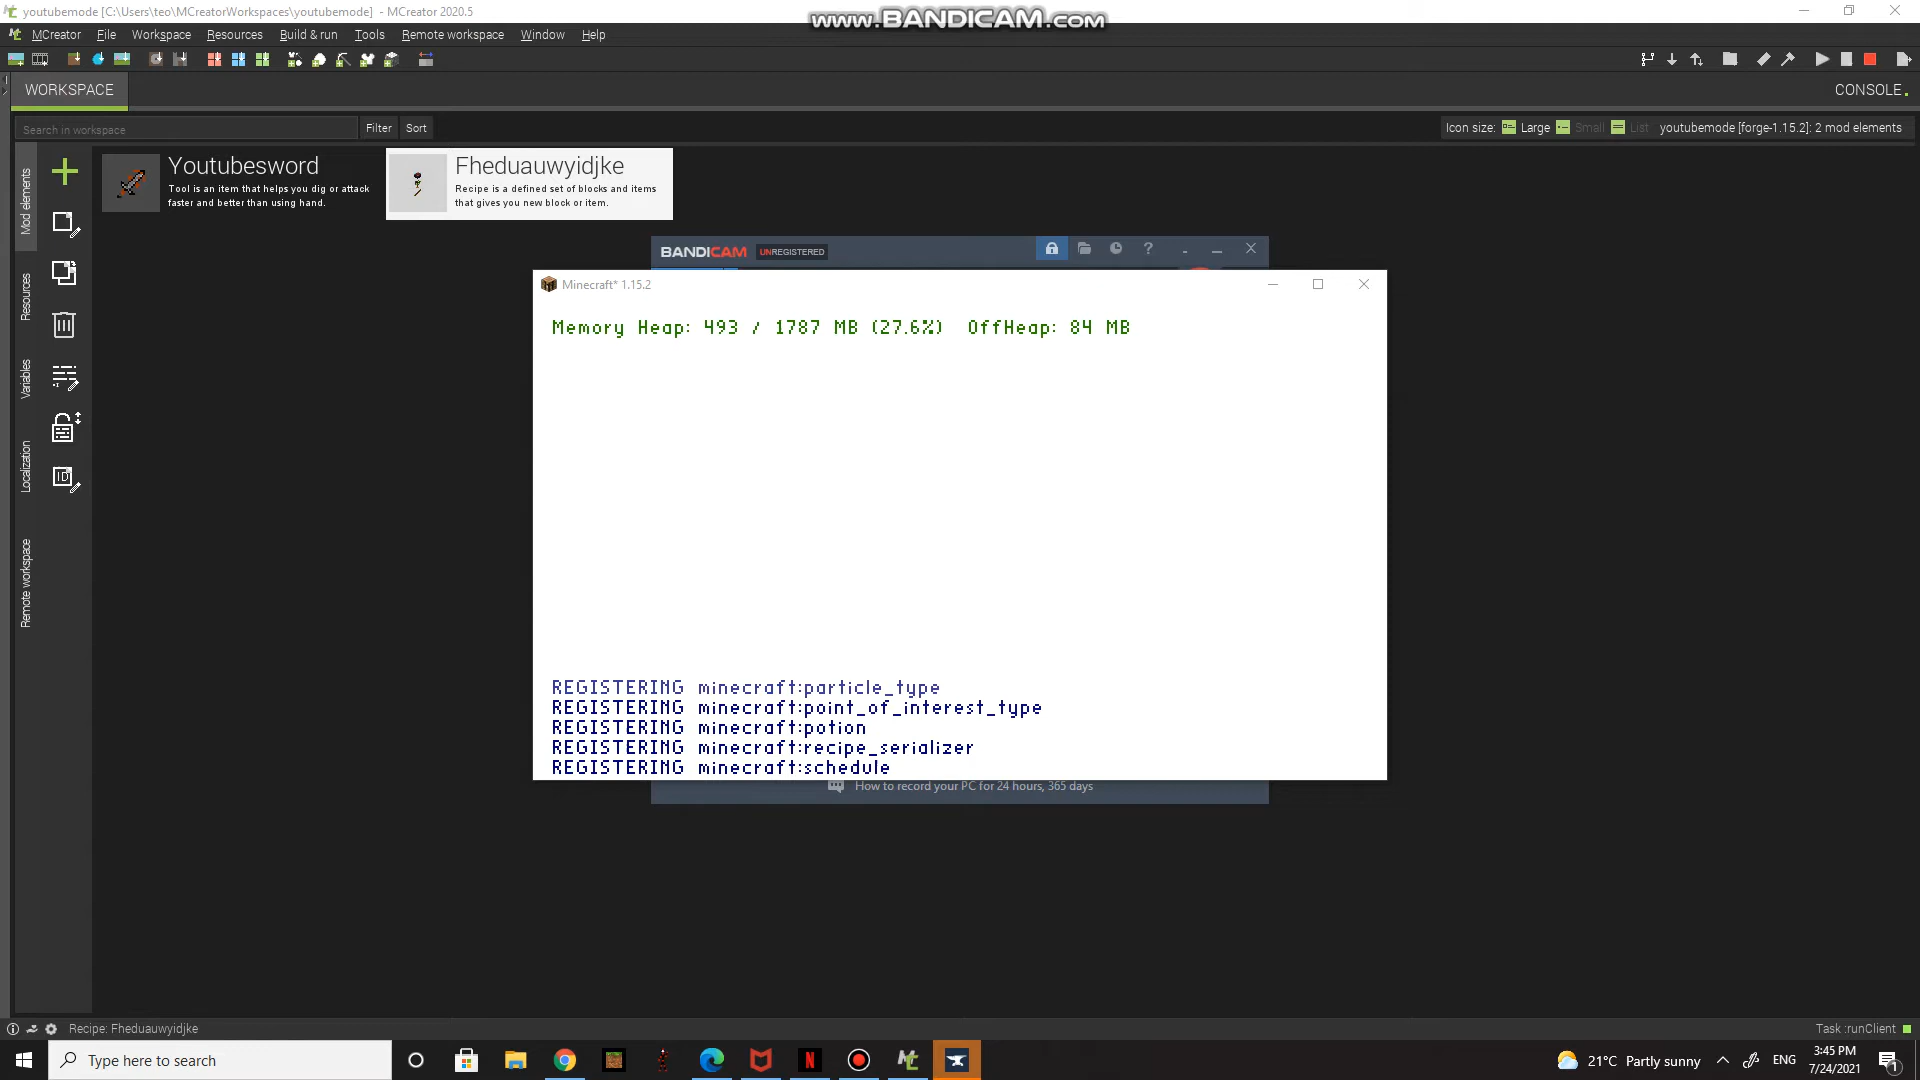 youtubemode [C:\Users\teo\MCreatorWorkspaces\youtubemode] - MCreator 2020.5
www.BANDICAM.com
MCreator File Workspace Resources Build & run Tools Remote workspace Window Help
WORKSPACE
CONSOLE
Search in workspace
Filter
Sort
Icon size: Large Small List youtubemode [forge-1.15.2]: 2 mod elements
Mod elements
Resources
Variables
Localization
Remote workspace
Youtubesword
Tool is an item that helps you dig or attack
faster and better than using hand.
Fheduauwyidjke
Recipe is a defined set of blocks and items
that gives you new block or item.
BANDICAM UNREGISTERED
Minecraft* 1.15.2
Memory Heap: 493 / 1787 MB (27.6%) OffHeap: 84 MB
REGISTERING minecraft:particle_type
REGISTERING minecraft:point_of_interest_type
REGISTERING minecraft:potion
REGISTERING minecraft:recipe_serializer
REGISTERING minecraft:schedule
How to record your PC for 24 hours, 365 days
Recipe: Fheduauwyidjke
Task :runClient
Type here to search
21°C Partly sunny
ENG
3:45 PM
7/24/2021
1